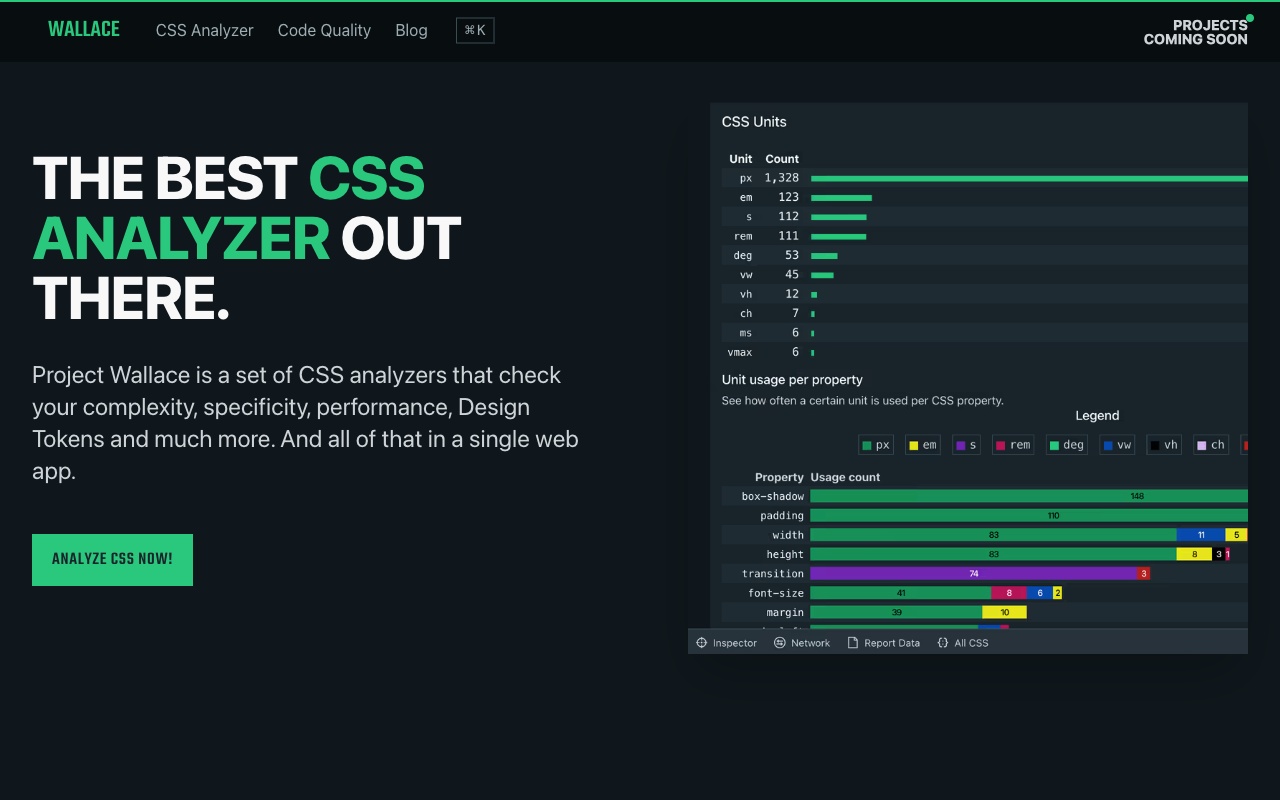 WALLACE CSS Analyzer Code Quality Blog ⌘K
PROJECTS
COMING SOON
THE BEST CSS
ANALYZER OUT
THERE.
Project Wallace is a set of CSS analyzers that check
your complexity, specificity, performance, Design
Tokens and much more. And all of that in a single web
app.
ANALYZE CSS NOW!
CSS Units
Unit Count
px 1,328
em 123
s 112
rem 111
deg 53
vw 45
vh 12
ch 7
ms 6
vmax 6
Unit usage per property
See how often a certain unit is used per CSS property.
Legend
px em s rem deg vw vh ch
Property Usage count
box-shadow 148
padding 110
width 83 11 5
height 83 8 3 1
transition 74 3
font-size 41 8 6 2
margin 39 10
Inspector Network Report Data {} All CSS